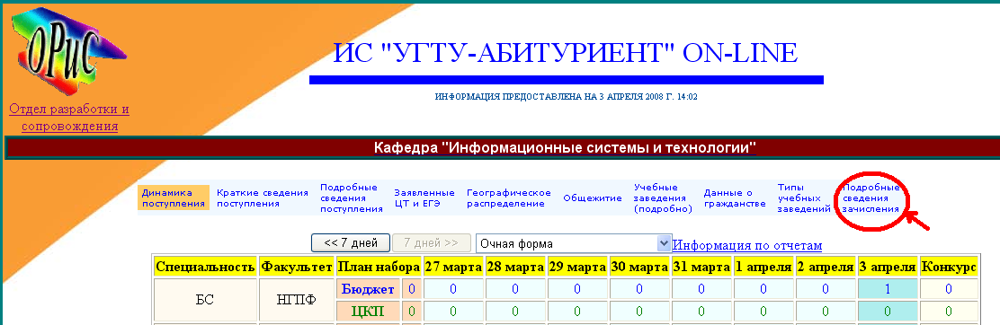 ОРиС
ИС "УГТУ-АБИТУРИЕНТ" ON-LINE
ИНФОРМАЦИЯ ПРЕДОСТАВЛЕНА НА 3 АПРЕЛЯ 2008 Г. 14:02
Отдел разработки и
сопровождения
Кафедра "Информационные системы и технологии"
Динамика
поступления
Краткие сведения
поступления
Подробные
сведения
поступления
Заявленные
ЦТ и ЕГЭ
Географическое
распределение
Общежитие
Учебные
заведения
(подробно)
Данные о
гражданстве
Типы
учебных
заведений
Подробные
сведения
зачисления
<< 7 дней 7 дней >> Очная форма Информация по отчетам
Специальность Факультет План набора 27 марта 28 марта 29 марта 30 марта 31 марта 1 апреля 2 апреля 3 апреля Конкурс
БС НГПФ Бюджет 0 0 0 0 0 0 0 0 1 0
ЦКП 0 0 0 0 0 0 0 0 0 0